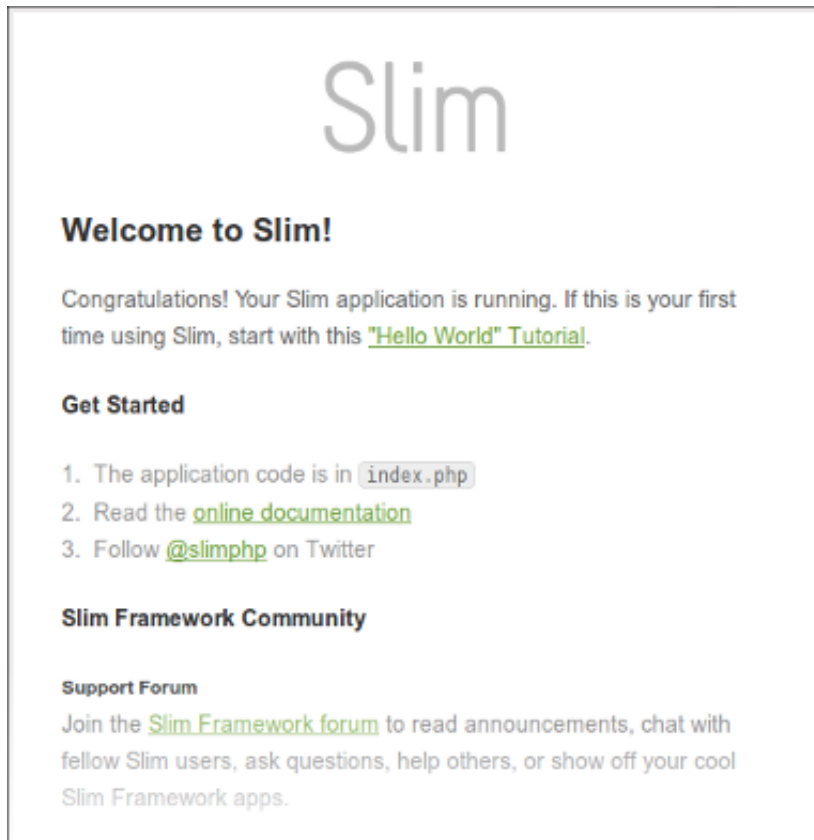 Slim
Welcome to Slim!
Congratulations! Your Slim application is running. If this is your first
time using Slim, start with this "Hello World" Tutorial.
Get Started
1. The application code is in index.php
2. Read the online documentation
3. Follow @slimphp on Twitter
Slim Framework Community
Support Forum
Join the Slim Framework forum to read announcements, chat with
fellow Slim users, ask questions, help others, or show off your cool
Slim Framework apps.